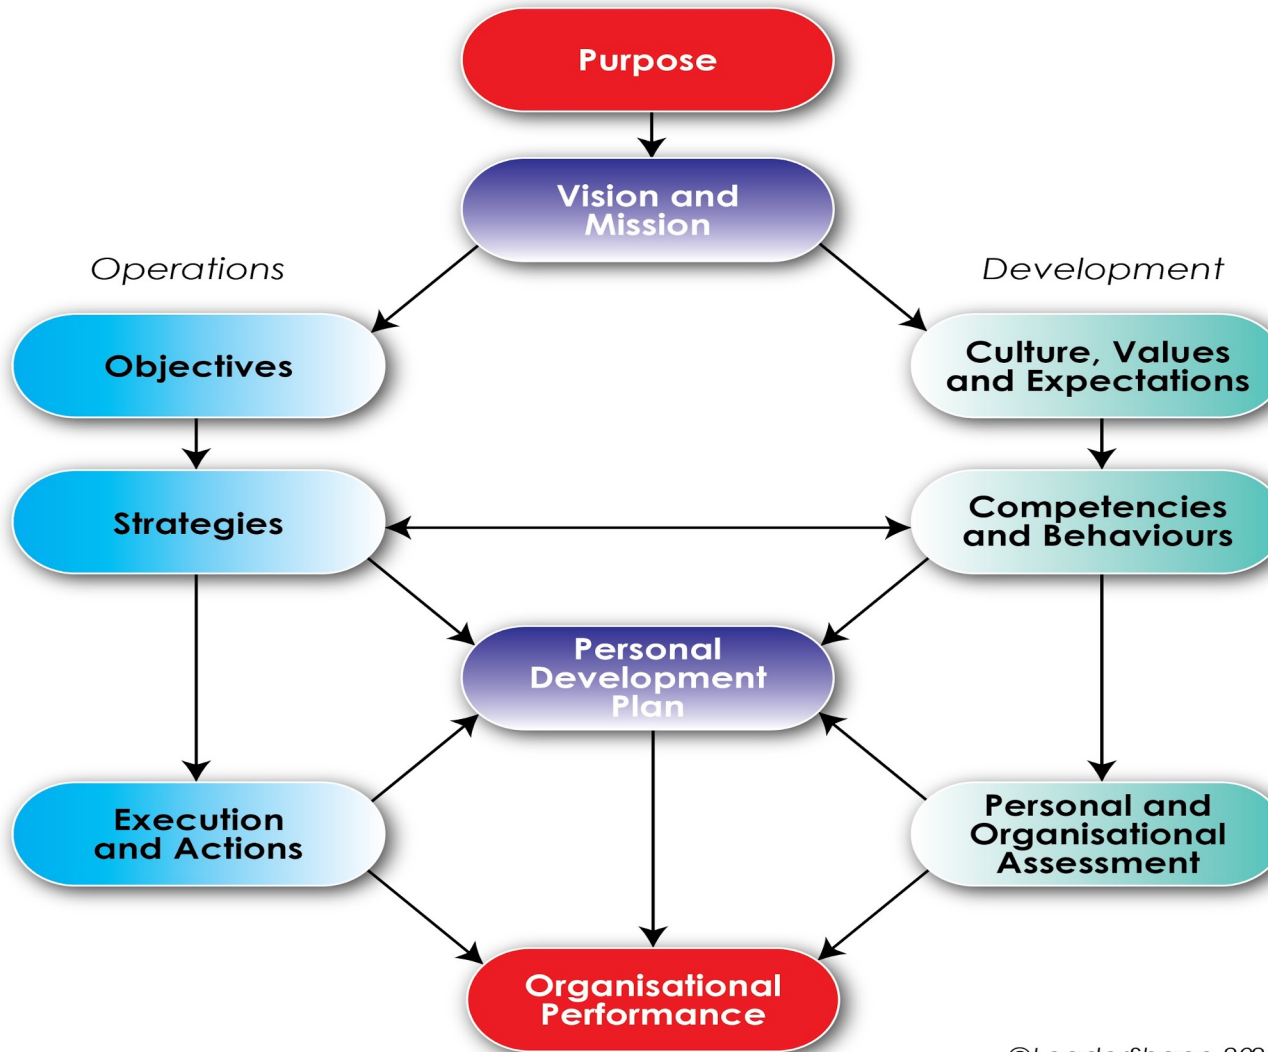 Purpose
Vision and
Mission
Operations
Development
Objectives
Culture, Values
and Expectations
Strategies
Competencies
and Behaviours
Personal
Development
Plan
Execution
and Actions
Personal and
Organisational
Assessment
Organisational
Performance